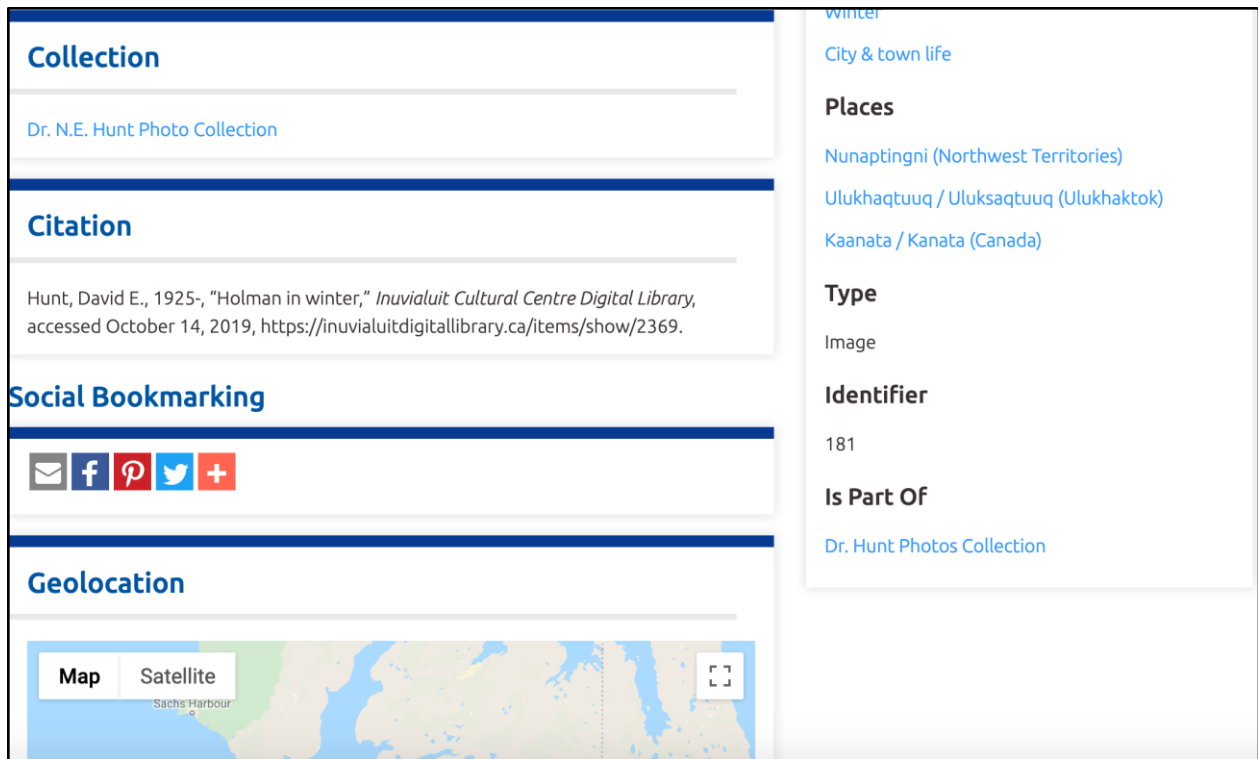 Collection
Dr. N.E. Hunt Photo Collection
Citation
Hunt, David E., 1925-, “Holman in winter,” Inuvialuit Cultural Centre Digital Library,
accessed October 14, 2019, https://inuvialuitdigitallibrary.ca/items/show/2369.
Social Bookmarking
Geolocation
Map
Satellite
Sachs Harbour
Winter
City & town life
Places
Nunaptingni (Northwest Territories)
Ulukhaqtuuq / Uluksaqtuuq (Ulukhaktok)
Kaanata / Kanata (Canada)
Type
Image
Identifier
181
Is Part Of
Dr. Hunt Photos Collection